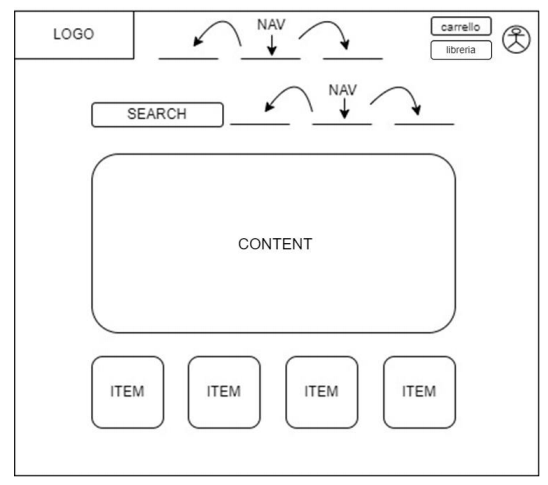 LOGO
NAV
carrello
libreria
NAV
SEARCH
CONTENT
ITEM
ITEM
ITEM
ITEM